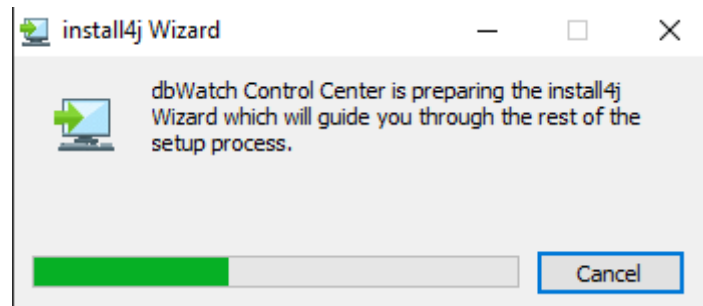 install4j Wizard
dbWatch Control Center is preparing the install4j
Wizard which will guide you through the rest of the
setup process.
Cancel